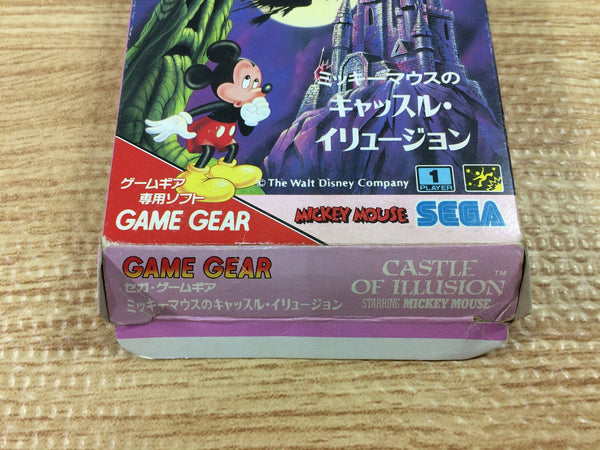 ミッキーマウスの
キャッスル・
イリュージョン
ゲームギア
専用ソフト
GAME GEAR
© The Walt Disney Company
1
PLAYER
MICKEY MOUSE
SEGA
GAME GEAR
セガ・ゲームギア
ミッキーマウスのキャッスル・イリュージョン
CASTLE
OF ILLUSION ™
STARRING MICKEY MOUSE